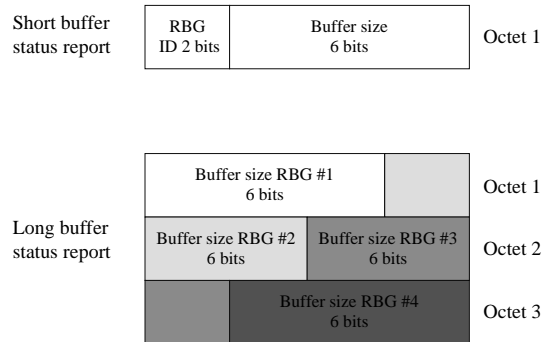 Short buffer
status report
RBG
ID 2 bits
Buffer size
6 bits
Octet 1
Buffer size RBG #1
6 bits
Octet 1
Long buffer
status report
Buffer size RBG #2
6 bits
Buffer size RBG #3
6 bits
Octet 2
Buffer size RBG #4
6 bits
Octet 3